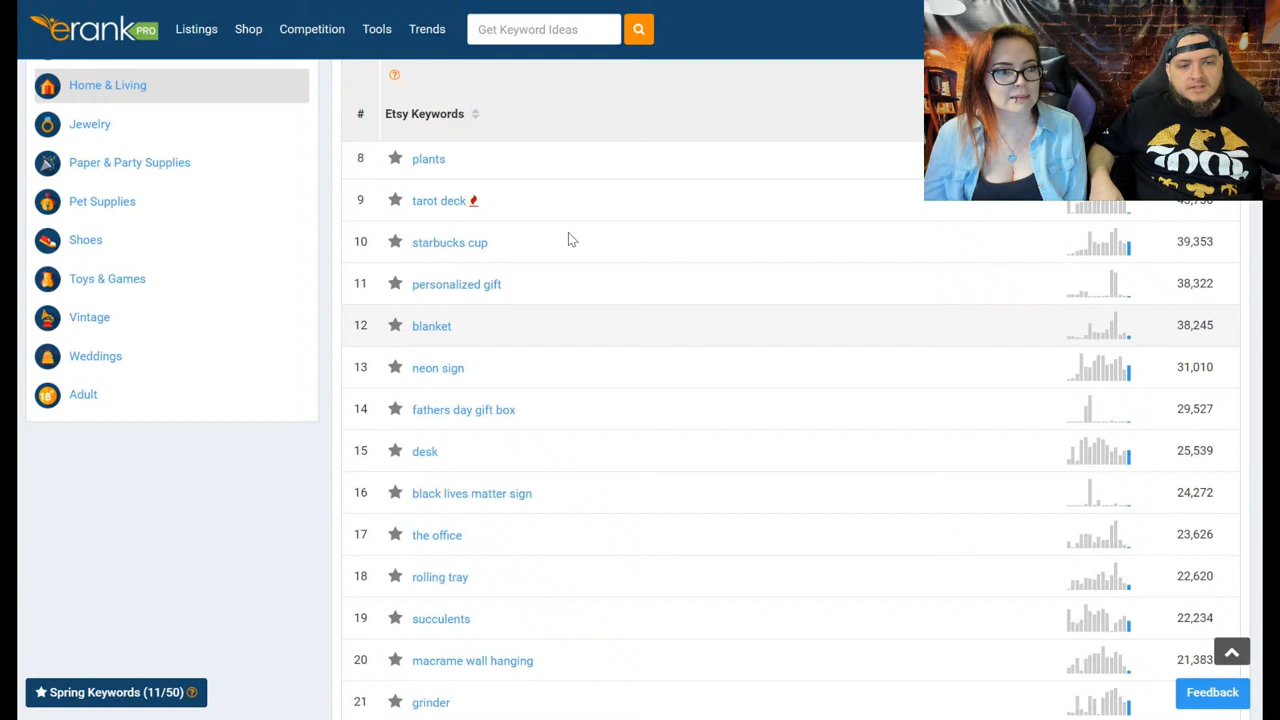 erank PRO
Listings
Shop
Competition
Tools
Trends
Get Keyword Ideas
Home & Living
Jewelry
Paper & Party Supplies
Pet Supplies
Shoes
Toys & Games
Vintage
Weddings
18+
Adult
Spring Keywords (11/50)
# Etsy Keywords
8 plants
9 tarot deck
10 starbucks cup 39,353
11 personalized gift 38,322
12 blanket 38,245
13 neon sign 31,010
14 fathers day gift box 29,527
15 desk 25,539
16 black lives matter sign 24,272
17 the office 23,626
18 rolling tray 22,620
19 succulents 22,234
20 macrame wall hanging 21,383
21 grinder
Feedback